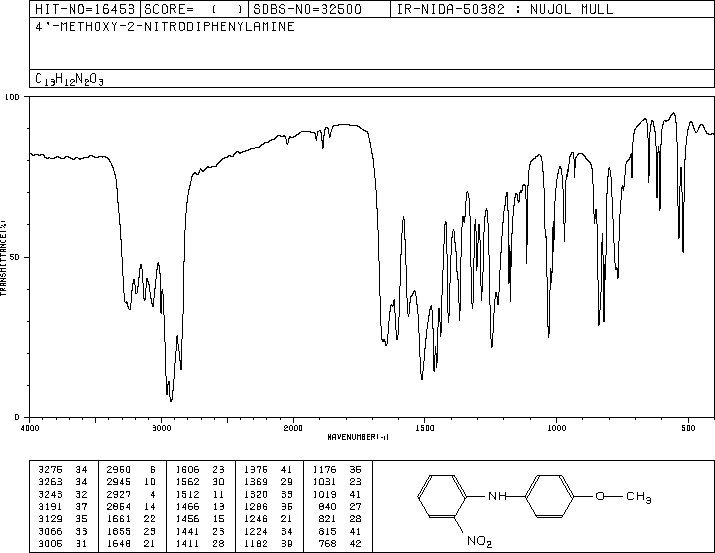 HIT-NO=16453 SCORE= ( ) SDBS-NO=32500 IR-NIDA-50382 : NUJOL MULL
4'-METHOXY-2-NITRODIPHENYLAMINE
C13H12N2O3
100
TRANSMITTANCE(%)
50
0
4000 3000 2000 1500 1000 500
WAVENUMBER(-1)
3275 34 2960 6 1606 23 1375 41 1176 35
3263 34 2945 10 1562 30 1369 29 1031 23
3243 32 2927 4 1512 11 1320 39 1019 41
3191 37 2854 14 1466 13 1286 35 840 27
3129 35 1661 22 1456 15 1246 21 821 28
3066 33 1655 23 1441 23 1224 34 815 41
3005 31 1648 21 1411 28 1182 39 768 42
NH
O
CH3
NO2